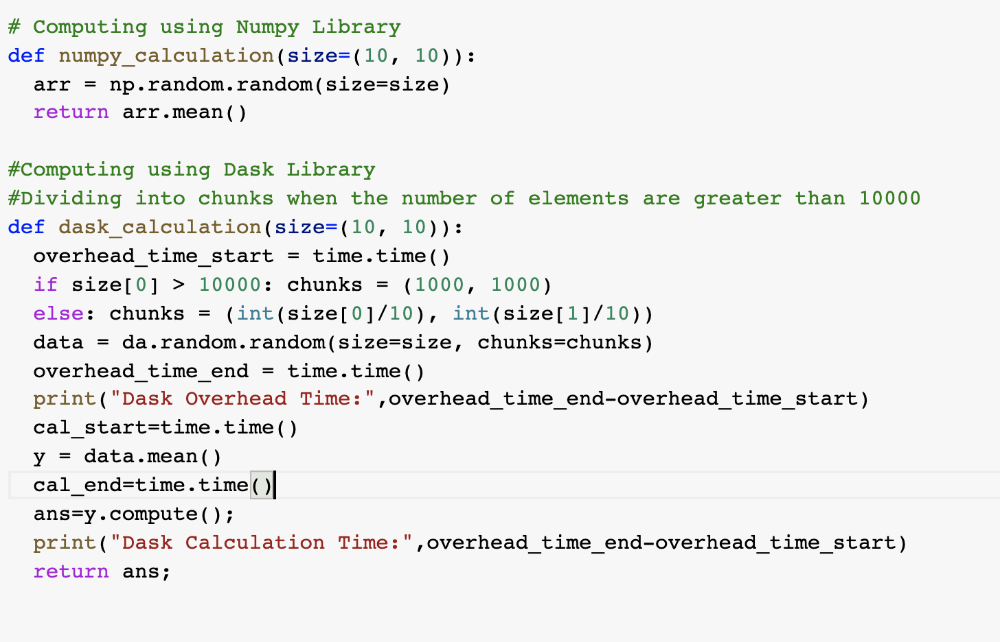 # Computing using Numpy Library
def numpy_calculation(size=(10, 10)):
  arr = np.random.random(size=size)
  return arr.mean()

#Computing using Dask Library
#Dividing into chunks when the number of elements are greater than 10000
def dask_calculation(size=(10, 10)):
  overhead_time_start = time.time()
  if size[0] > 10000: chunks = (1000, 1000)
  else: chunks = (int(size[0]/10), int(size[1]/10))
  data = da.random.random(size=size, chunks=chunks)
  overhead_time_end = time.time()
  print("Dask Overhead Time:",overhead_time_end-overhead_time_start)
  cal_start=time.time()
  y = data.mean()
  cal_end=time.time()
  ans=y.compute();
  print("Dask Calculation Time:",overhead_time_end-overhead_time_start)
  return ans;